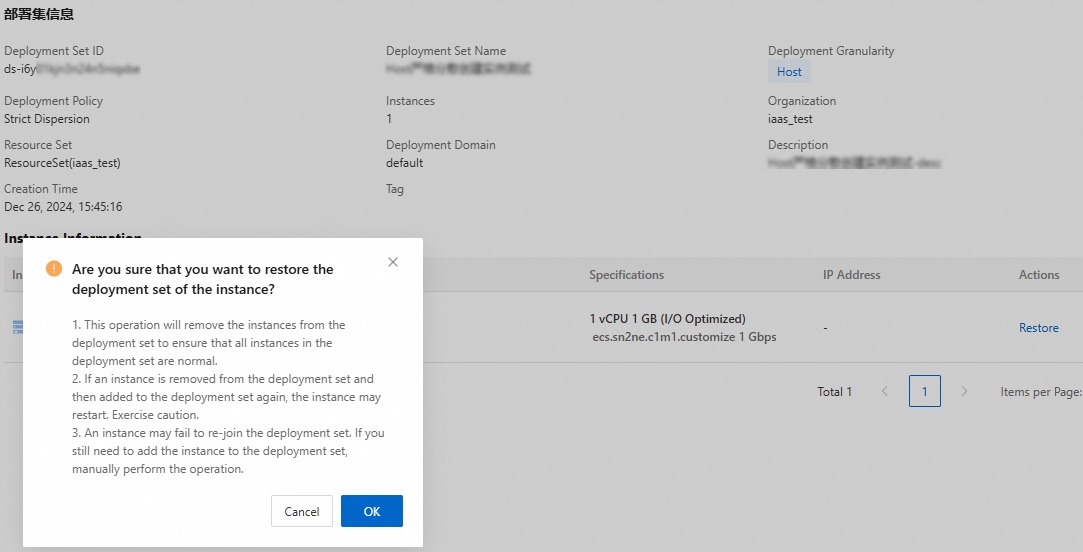 部署集信息
Deployment Set ID
Deployment Set Name
Deployment Granularity
ds-i6y
Host
Deployment Policy
Instances
Organization
Strict Dispersion
1
iaas_test
Resource Set
Deployment Domain
Description
ResourceSet(iaas_test)
default
Creation Time
Tag
Dec 26, 2024, 15:45:16
Instance Information
In
Specifications
IP Address
Actions
1 vCPU 1 GB (I/O Optimized)
ecs.sn2ne.c1m1.customize 1 Gbps
-
Restore
Total 1
1
Items per Page:
Are you sure that you want to restore the
deployment set of the instance?
1. This operation will remove the instances from the
deployment set to ensure that all instances in the
deployment set are normal.
2. If an instance is removed from the deployment set and
then added to the deployment set again, the instance may
restart. Exercise caution.
3. An instance may fail to re-join the deployment set. If you
still need to add the instance to the deployment set,
manually perform the operation.
Cancel
OK